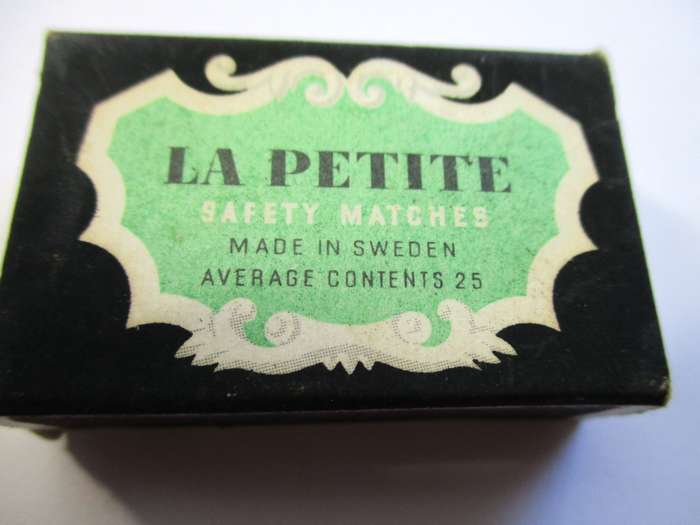 LA PETITE
SAFETY MATCHES
MADE IN SWEDEN
AVERAGE CONTENTS 25